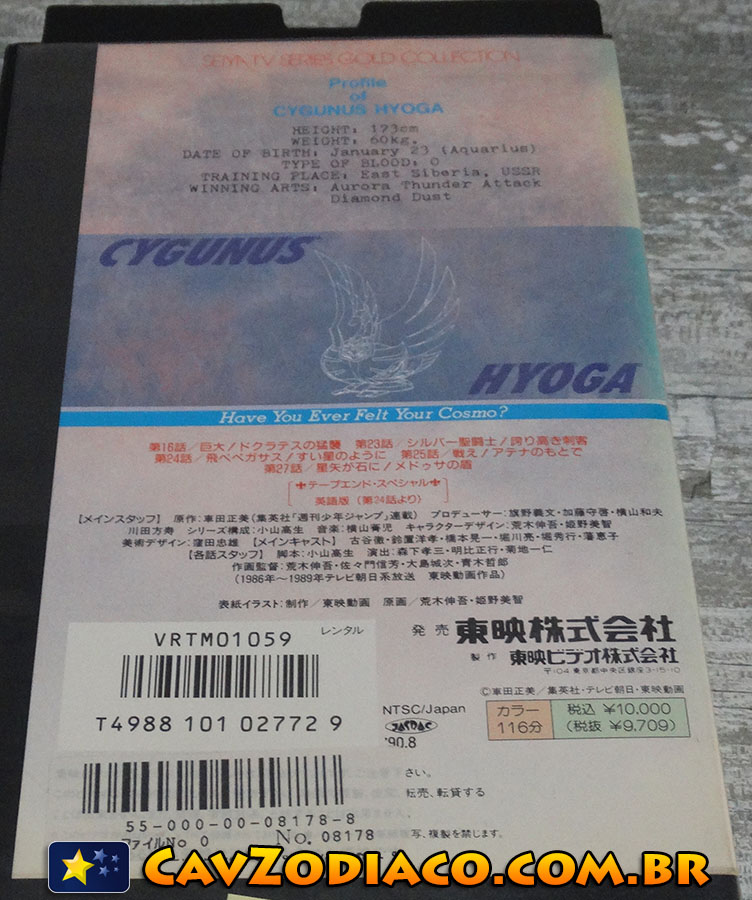 SEIYA TV SERIES GOLD COLLECTION
Profile
of
CYGUNUS HYOGA
HEIGHT: 173cm
WEIGHT: 60kg.
DATE OF BIRTH: January 23 (Aquarius)
TYPE OF BLOOD: O
TRAINING PLACE: East Siberia, USSR
WINNING ARTS: Aurora Thunder Attack
Diamond Dust
CYGUNUS
HYOGA
Have You Ever Felt Your Cosmo?
第16話/巨大!ドクラテスの猛襲 第23話/シルバー聖闘士!誇り高き刺客
第24話/飛べペガサス!すい星のように 第25話/戦え!アテナのもとで
第27話/星矢が石に!メドゥサの盾
テープエンド・スペシャル
英語版(第24話より)
【メインスタッフ】 原作:車田正美(集英社「週刊少年ジャンプ」連載) プロデューサー:旗野義文・加藤守啓・横山和夫
川田方寿 シリーズ構成:小山高生 音楽:横山菁児 キャラクターデザイン:荒木伸吾・姫野美智
美術デザイン:窪田忠雄 【メインキャスト】 古谷徹・鈴置洋孝・橋本晃一・堀川亮・堀秀行・藩恵子
【各話スタッフ】 脚本:小山高生 演出:森下孝三・明比正行・菊地一仁
作画監督:荒木伸吾・佐々門信芳・大島城次・青木哲郎
(1986年〜1989年テレビ朝日系放送 東映動画作品)
表紙イラスト:制作/東映動画 原画/荒木伸吾・姫野美智
VRTM01059 レンタル
T4988 101 02772 9
発売 東映株式会社
製作 東映ビデオ株式会社
〒104 東京都中央区銀座3-15-10
©車田正美/集英社・テレビ朝日・東映動画
NTSC/Japan
JASRAC
'90.8
カラー
116分
税込 ¥10,000
(税抜 ¥9,709)
さい。
転売、転貸する
写、複製を禁じます。
55-000-00-08178-8
ファイルNo 0 No. 08178
CavZodiaco.com.br